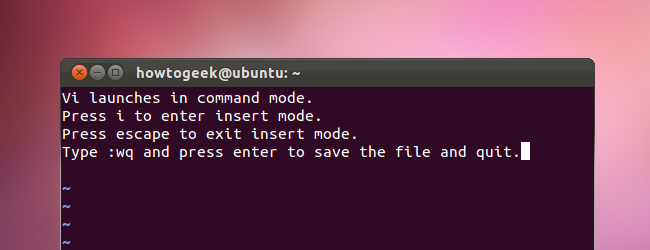 howtogeek@ubuntu: ~
Vi launches in command mode.
Press i to enter insert mode.
Press escape to exit insert mode.
Type :wq and press enter to save the file and quit.
~
~
~
~